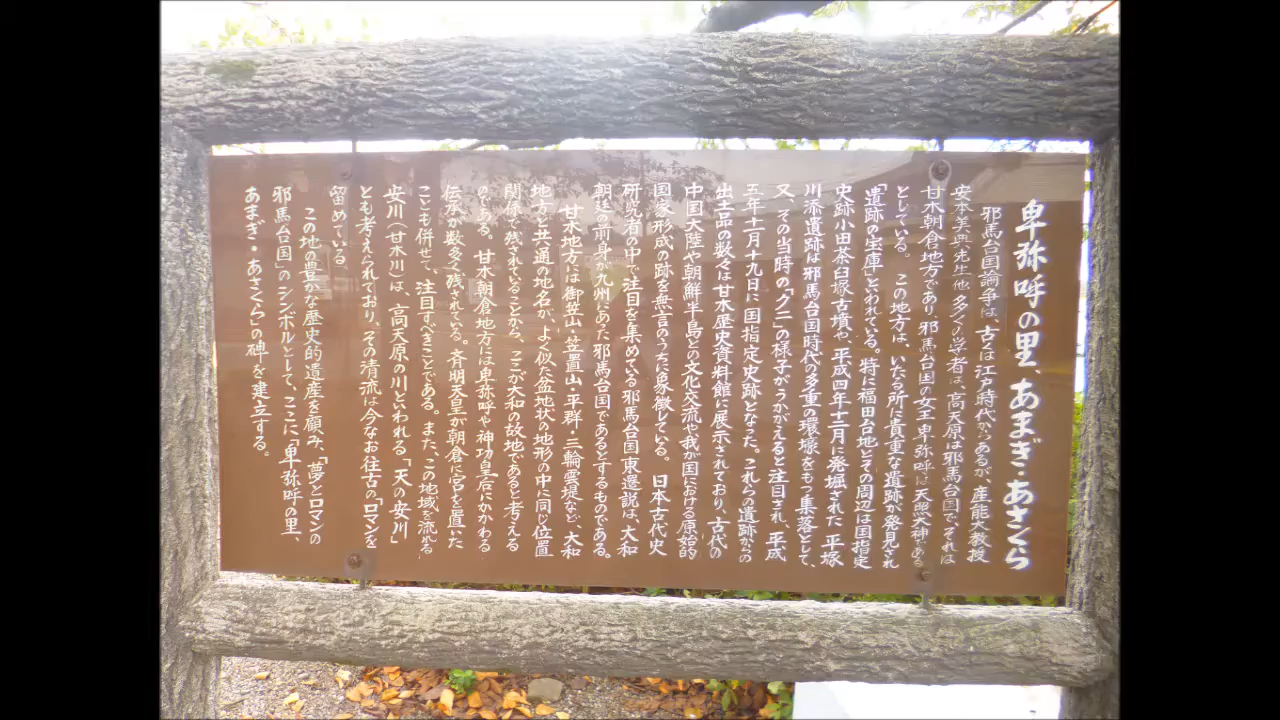 卑弥呼の里、あまぎ・あさくら
邪馬台国論争は、古くは江戸時代からあるが、産能大教授
安本美典先生他、多くの学者は、高天原は邪馬台国で、それは
甘木朝倉地方であり、邪馬台国の女王卑弥呼は天照大神である
としている。この地方は、いたる所に貴重な遺跡が発見され
「遺跡の宝庫」といわれている。特に福田台地とその周辺は国指定
史跡小田茶臼塚古墳や、平成四年十二月に発掘された平塚
川添遺跡は邪馬台国時代の多重の環壕をもつ集落として、
又、その当時の「クニ」の様子がうかがえると注目され、平成
五年十二月十九日に国指定史跡となった。これらの遺跡からの
出土品の数々は甘木歴史資料館に展示されており、古代の
中国大陸や朝鮮半島との文化交流や我が国における原始的
国家形成の跡を無言のうちに象徴している。日本古代史
研究者の中で注目を集めている邪馬台国東遷説は、大和
朝廷の前身が九州にあった邪馬台国であるとするものである。
甘木地方には御笠山・笠置山・平群・三輪雲堤など、大和
地方と共通の地名が、よく似た盆地状の地形の中に同じ位置
関係で残されていることから、ここが大和の故地であると考える
のである。甘木朝倉地方には卑弥呼や神功皇后にかかわる
伝承が数多く残されている。斉明天皇が朝倉に宮を置いた
ことも併せて、注目すべきことである。また、この地域を流れる
安川(甘木川)は、高天原の川といわれる、「天の安川」
とも考えられており、その清流は今なお往古の「ロマンを
留めている。
この地の豊かな歴史的遺産を顧み、「夢とロマンの
邪馬台国」のシンボルとして、ここに「卑弥呼の里、
あまぎ・あさくら」の碑を建立する。